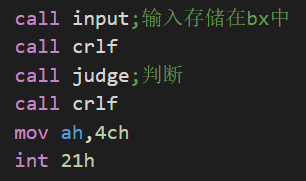 call input;输入存储在bx中
call crlf
call judge;判断
call crlf
mov ah,4ch
int 21h